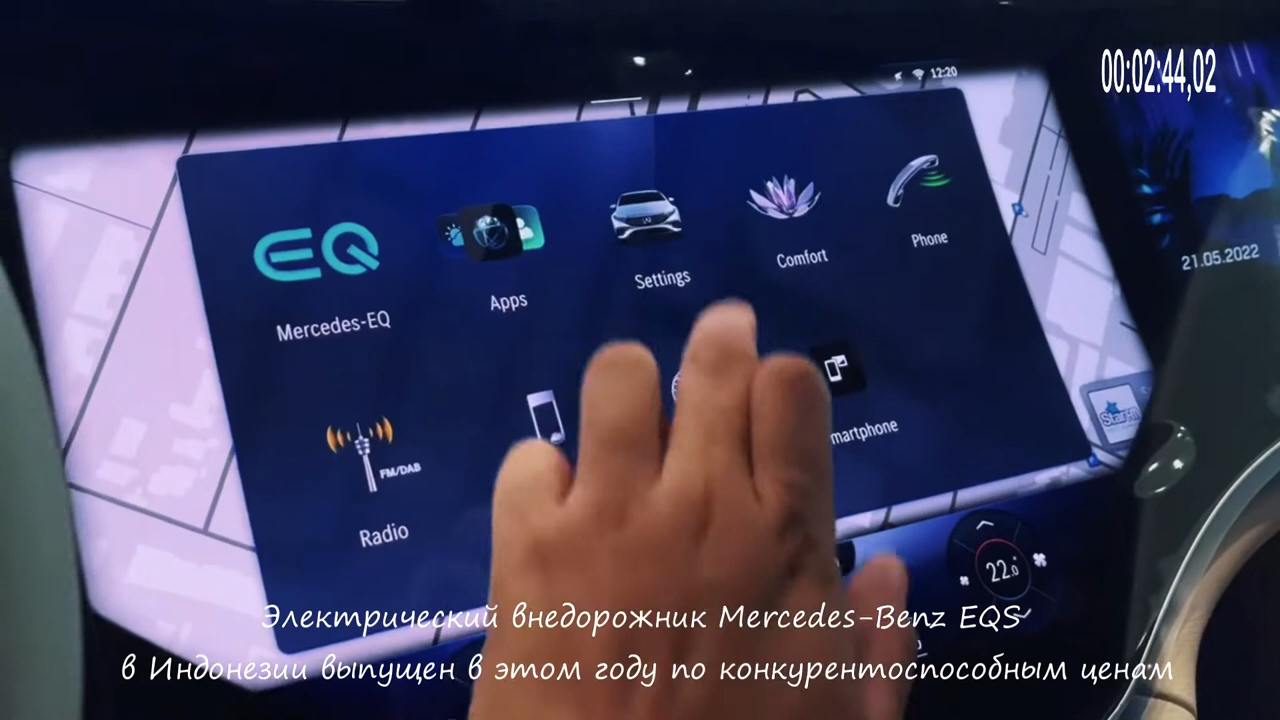 00:02:44,02
12:20
EQ
Mercedes-EQ
Apps
Settings
Comfort
Phone
21.05.2022
FM/DAB
Radio
martphone
22.0°
Электрический внедорожник Mercedes-Benz EQS
в Индонезии выпущен в этом году по конкурентоспособным ценам